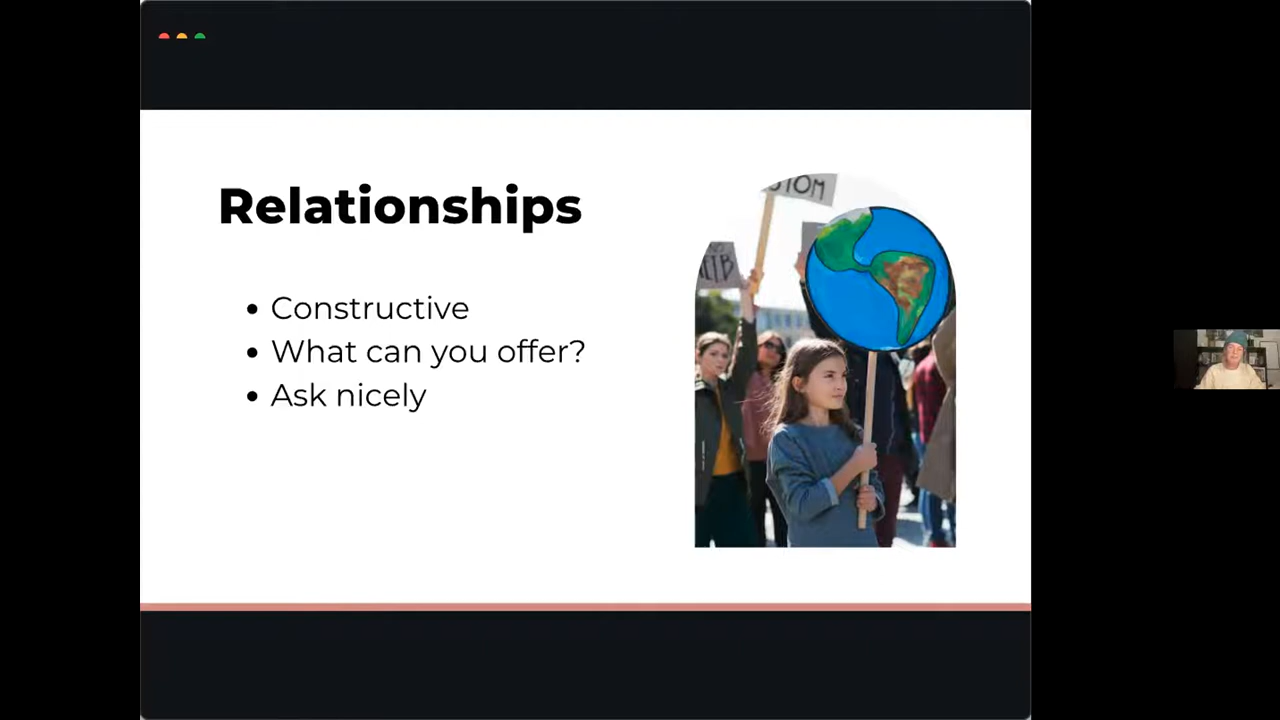 Relationships
Constructive
What can you offer?
Ask nicely